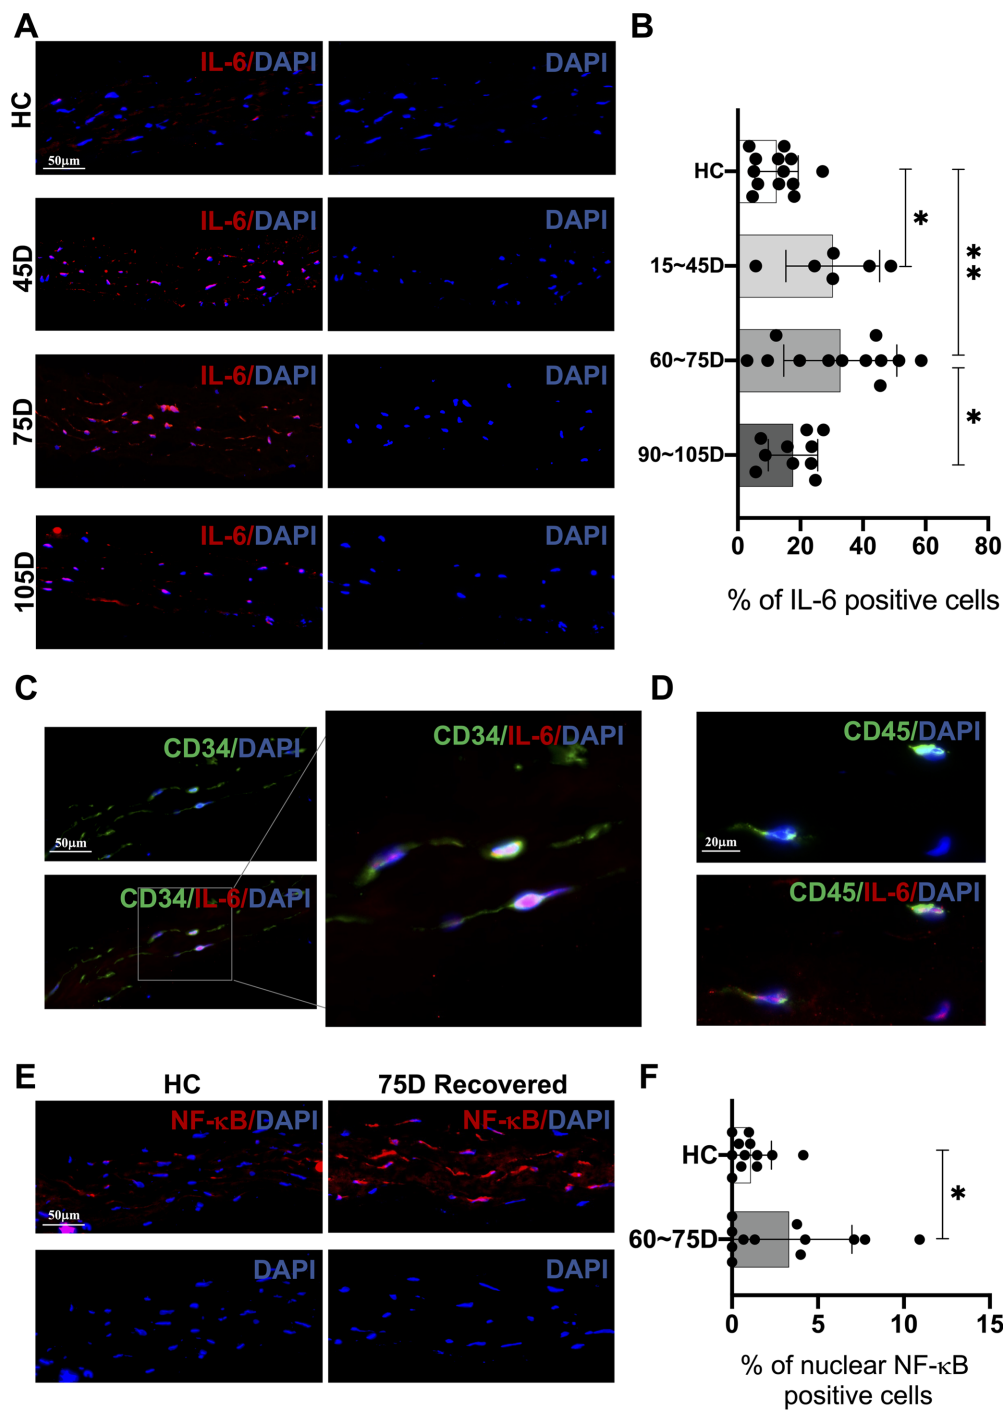 A
HC
IL-6/DAPI
DAPI
50μm
45D
IL-6/DAPI
DAPI
75D
IL-6/DAPI
DAPI
105D
IL-6/DAPI
DAPI
B
HC
15~45D
60~75D
90~105D
*
*
*
*
0 20 40 60 80
% of IL-6 positive cells
C
CD34/DAPI
50μm
CD34/IL-6/DAPI
CD34/IL-6/DAPI
D
CD45/DAPI
20μm
CD45/IL-6/DAPI
E
HC
75D Recovered
NF-κB/DAPI
NF-κB/DAPI
50μm
DAPI
DAPI
F
HC
60~75D
*
0 5 10 15
% of nuclear NF-κB
positive cells